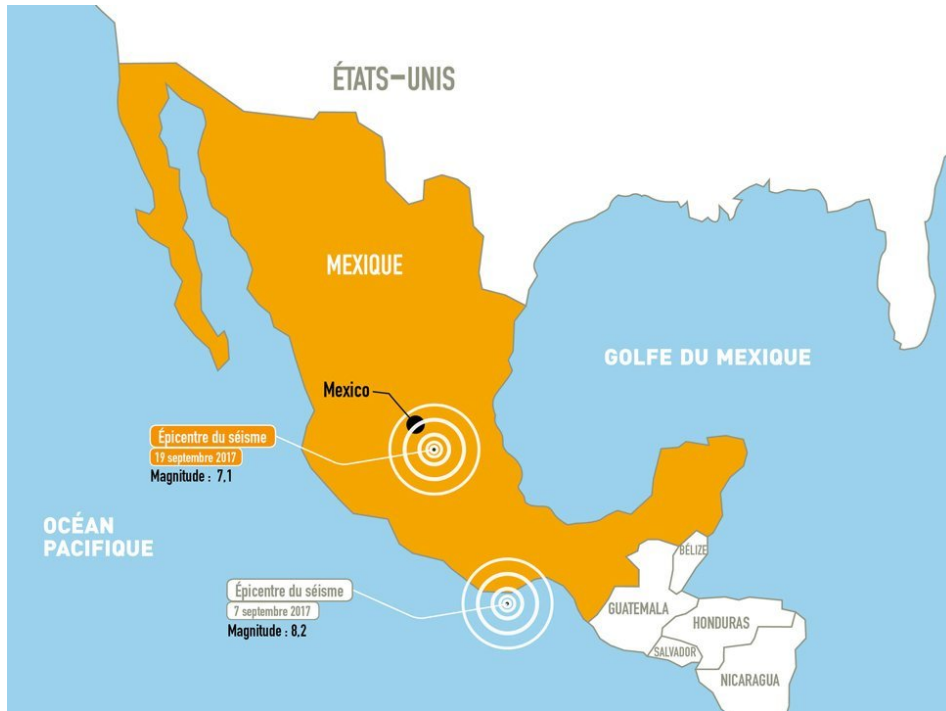 ÉTATS-UNIS
MEXIQUE
GOLFE DU MEXIQUE
Mexico
Épicentre du séisme
19 septembre 2017
Magnitude : 7,1
OCÉAN
PACIFIQUE
BÉLIZE
Épicentre du séisme
7 septembre 2017
Magnitude : 8,2
GUATEMALA
HONDURAS
SALVADOR
NICARAGUA